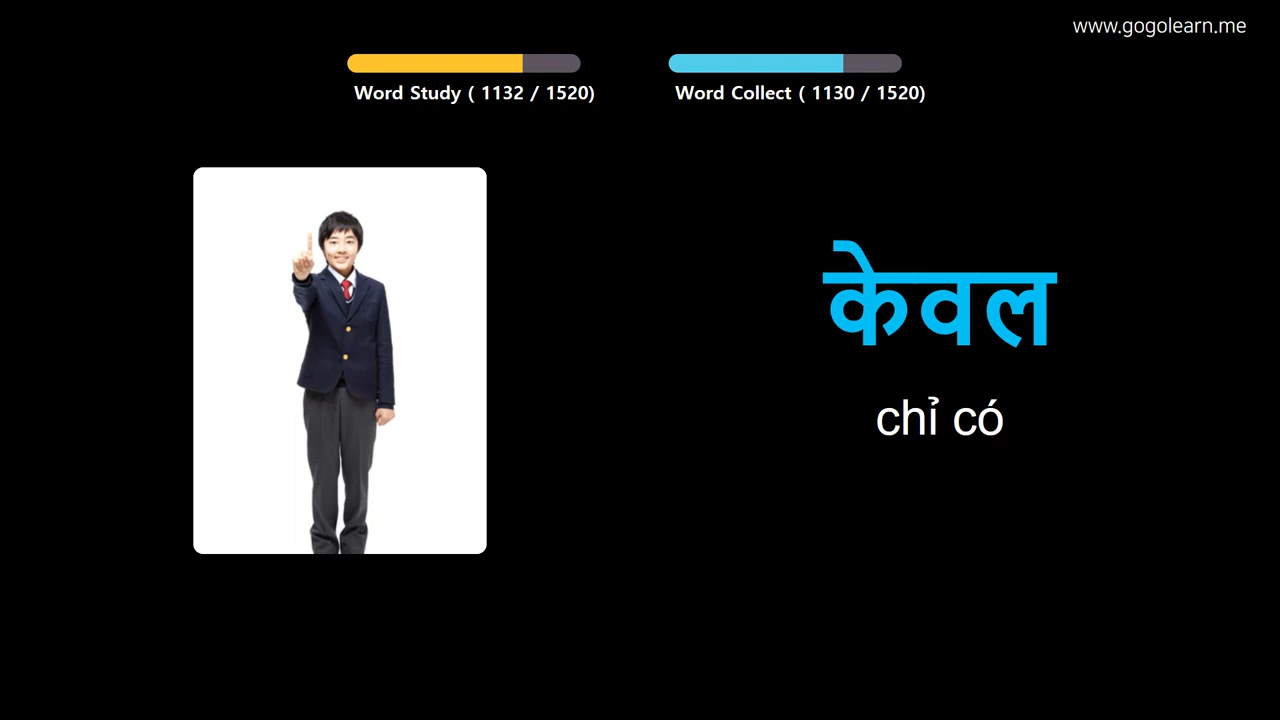 www.gogolearn.me
Word Study ( 1132 / 1520)
Word Collect ( 1130 / 1520)
केवल
chỉ có